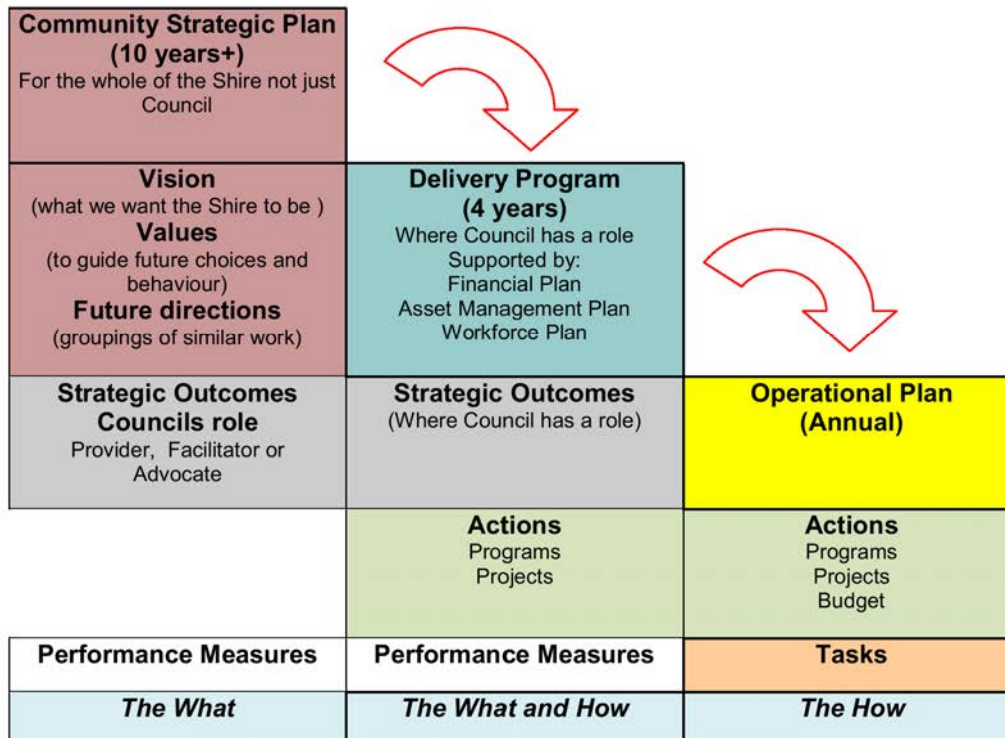 Community Strategic Plan
(10 years+)
For the whole of the Shire not just
Council
Vision
(what we want the Shire to be )
Values
(to guide future choices and
behaviour)
Future directions
(groupings of similar work)
Strategic Outcomes
Councils role
Provider, Facilitator or
Advocate
Performance Measures
The What
Delivery Program
(4 years)
Where Council has a role
Supported by:
Financial Plan
Asset Management Plan
Workforce Plan
Strategic Outcomes
(Where Council has a role)
Actions
Programs
Projects
Performance Measures
The What and How
Operational Plan
(Annual)
Actions
Programs
Projects
Budget
Tasks
The How